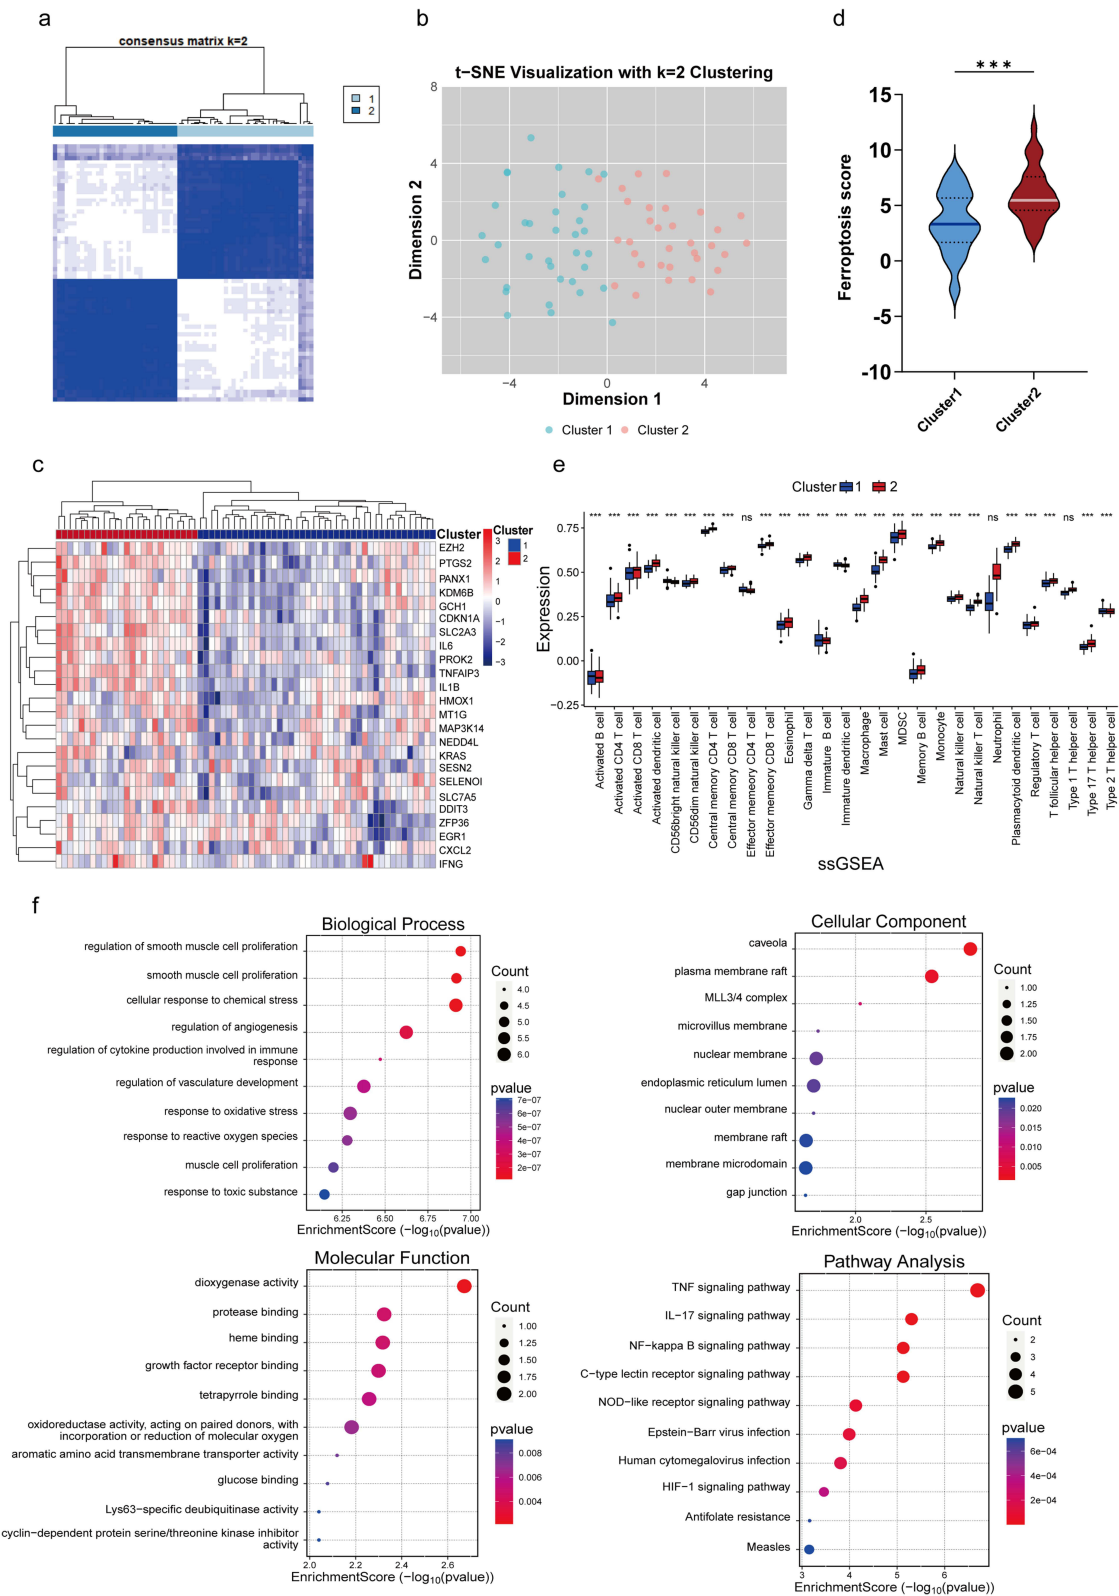 a
consensus matrix k=2
1
2
b
t−SNE Visualization with k=2 Clustering
8
4
0
−4
Dimension 2
−4
0
4
Dimension 1
Cluster 1
Cluster 2
d
***
Ferroptosis score
15
10
5
0
-5
-10
Cluster1
Cluster2
c
Cluster
EZH2
PTGS2
PANX1
KDM6B
GCH1
CDKN1A
SLC2A3
IL6
PROK2
TNFAIP3
IL1B
HMOX1
MT1G
MAP3K14
NEDD4L
KRAS
SESN2
SELENOI
SLC7A5
DDIT3
ZFP36
EGR1
CXCL2
IFNG
3
2
1
0
−1
−2
−3
Cluster
1
2
e
Cluster
1
2
*** *** *** *** *** *** *** *** *** ns *** *** *** *** *** *** *** *** *** *** *** *** ns *** *** *** ns *** ***
Expression
0.75
0.50
0.25
0.00
−0.25
Activated B cell
Activated CD4 T cell
Activated CD8 T cell
Activated dendritic cell
CD56bright natural killer cell
CD56dim natural killer cell
Central memory CD4 T cell
Central memory CD8 T cell
Effector memeory CD4 T cell
Effector memeory CD8 T cell
Eosinophil
Gamma delta T cell
Immature B cell
Immature dendritic cell
Macrophage
Mast cell
MDSC
Memory B cell
Monocyte
Natural killer cell
Natural killer T cell
Neutrophil
Plasmacytoid dendritic cell
Regulatory T cell
T follicular helper cell
Type 1 T helper cell
Type 17 T helper cell
Type 2 T helper cell
ssGSEA
f
Biological Process
regulation of smooth muscle cell proliferation
smooth muscle cell proliferation
cellular response to chemical stress
regulation of angiogenesis
regulation of cytokine production involved in immune
response
regulation of vasculature development
response to oxidative stress
response to reactive oxygen species
muscle cell proliferation
response to toxic substance
6.25
6.50
6.75
7.00
EnrichmentScore (−log10(pvalue))
Count
4.0
4.5
5.0
5.5
6.0
pvalue
7e−07
6e−07
5e−07
4e−07
3e−07
2e−07
Cellular Component
caveola
plasma membrane raft
MLL3/4 complex
microvillus membrane
nuclear membrane
endoplasmic reticulum lumen
nuclear outer membrane
membrane raft
membrane microdomain
gap junction
2.0
2.5
EnrichmentScore (−log10(pvalue))
Count
1.00
1.25
1.50
1.75
2.00
pvalue
0.020
0.015
0.010
0.005
Molecular Function
dioxygenase activity
protease binding
heme binding
growth factor receptor binding
tetrapyrrole binding
oxidoreductase activity, acting on paired donors, with
incorporation or reduction of molecular oxygen
aromatic amino acid transmembrane transporter activity
glucose binding
Lys63−specific deubiquitinase activity
cyclin−dependent protein serine/threonine kinase inhibitor
activity
2.0
2.2
2.4
2.6
EnrichmentScore (−log10(pvalue))
Count
1.00
1.25
1.50
1.75
2.00
pvalue
0.008
0.006
0.004
Pathway Analysis
TNF signaling pathway
IL−17 signaling pathway
NF−kappa B signaling pathway
C−type lectin receptor signaling pathway
NOD−like receptor signaling pathway
Epstein−Barr virus infection
Human cytomegalovirus infection
HIF−1 signaling pathway
Antifolate resistance
Measles
3
4
5
6
EnrichmentScore (−log10(pvalue))
Count
2
3
4
5
pvalue
6e−04
4e−04
2e−04